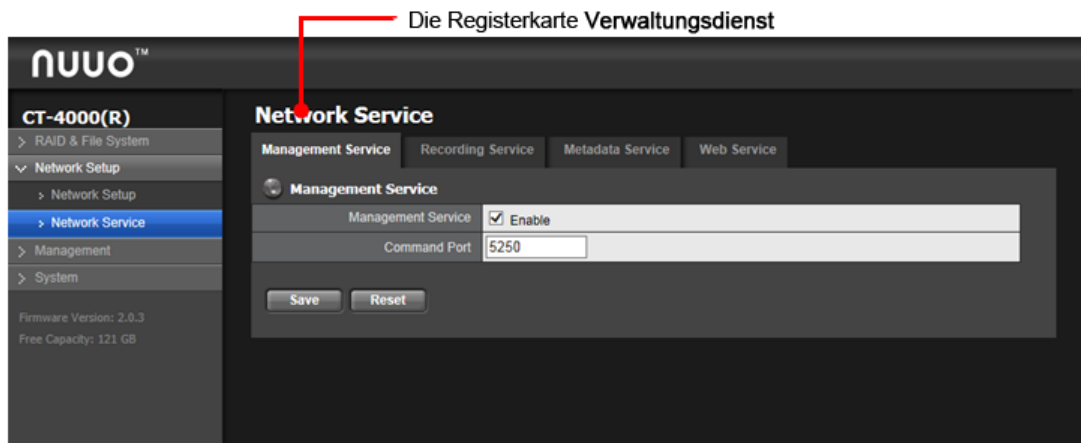 Die Registerkarte Verwaltungsdienst
nuuo™
CT-4000(R)
> RAID & File System
Network Setup
> Network Setup
> Network Service
> Management
> System
Firmware Version: 2.0.3
Free Capacity: 121 GB
Network Service
Management Service Recording Service Metadata Service Web Service
Management Service
Management Service Enable
Command Port 5250
Save Reset